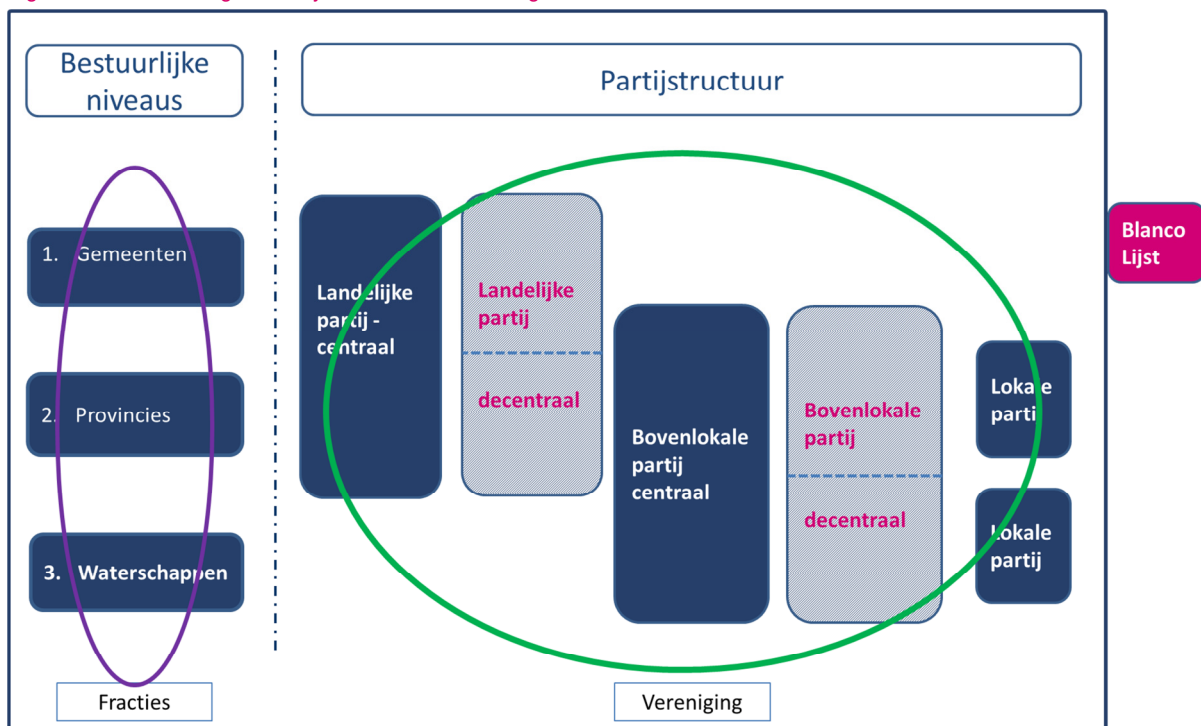 Bestuurlijke
niveaus
Partijstructuur
1. Gemeenten
2. Provincies
3. Waterschappen
Landelijke
partij -
centraal
Landelijke
partij
decentraal
Bovenlokale
partij
centraal
Bovenlokale
partij
decentraal
Lokale
partij
Lokale
partij
Blanco
Lijst
Fracties
Vereniging